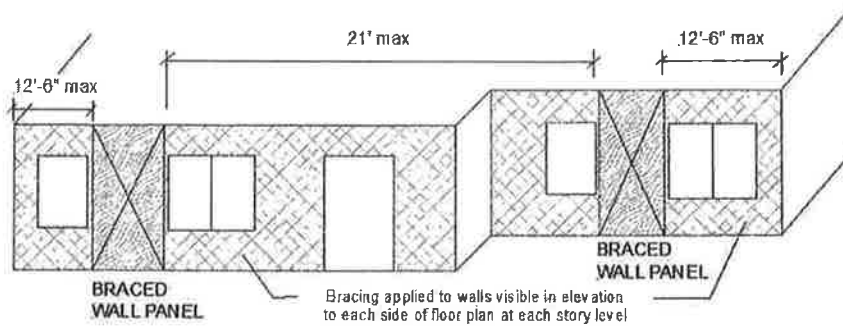 21' max
12'-6" max
12'-6" max
BRACED
WALL PANEL
BRACED
WALL PANEL
Bracing applied to walls visible in elevation
to each side of floor plan at each story level